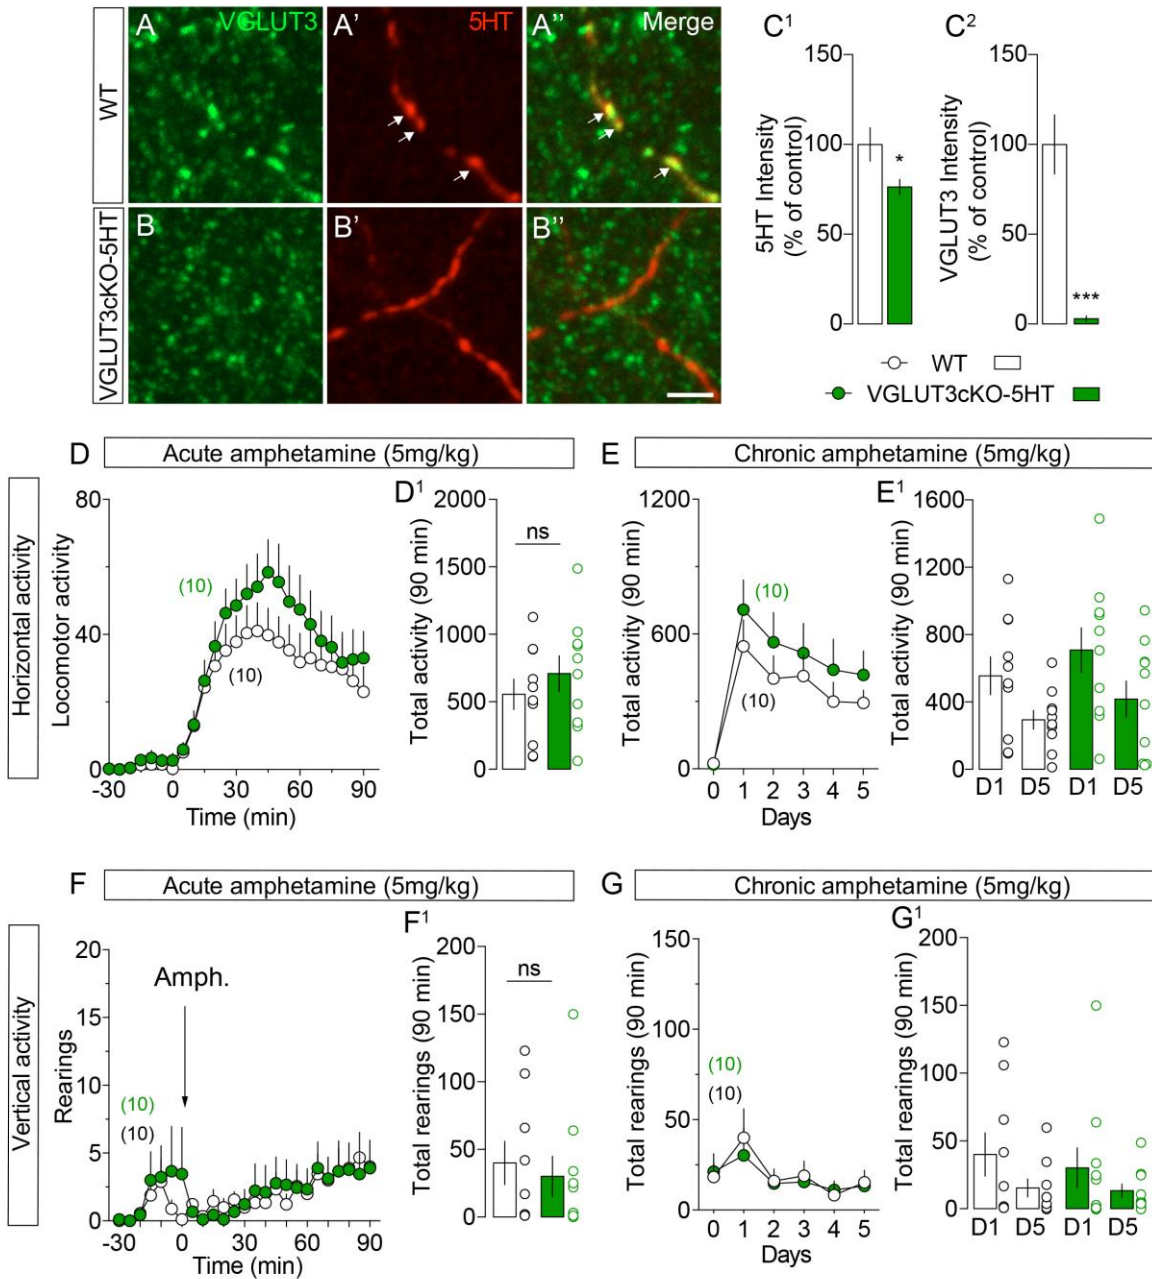 A VGLUT3
A' 5HT
A'' Merge
WT
B
B'
B''
VGLUT3cKO-5HT
C1
150
100
50
0
5HT Intensity
(% of control)
*
C2
150
100
50
0
VGLUT3 Intensity
(% of control)
***
WT
VGLUT3cKO-5HT
Horizontal activity
D Acute amphetamine (5mg/kg)
80
40
0
Locomotor activity
(10)
(10)
-30 0 30 60 90
Time (min)
D1
2000
1500
1000
500
0
Total activity (90 min)
ns
E Chronic amphetamine (5mg/kg)
1200
600
0
Total activity (90 min)
(10)
(10)
0 1 2 3 4 5
Days
E1
1600
1200
800
400
0
Total activity (90 min)
D1 D5 D1 D5
Vertical activity
F Acute amphetamine (5mg/kg)
20
15
10
5
0
Rearings
Amph.
(10)
(10)
-30 0 30 60 90
Time (min)
F1
200
150
100
50
0
Total rearings (90 min)
ns
G Chronic amphetamine (5mg/kg)
150
100
50
0
Total rearings (90 min)
(10)
(10)
0 1 2 3 4 5
Days
G1
200
150
100
50
0
Total rearings (90 min)
D1 D5 D1 D5